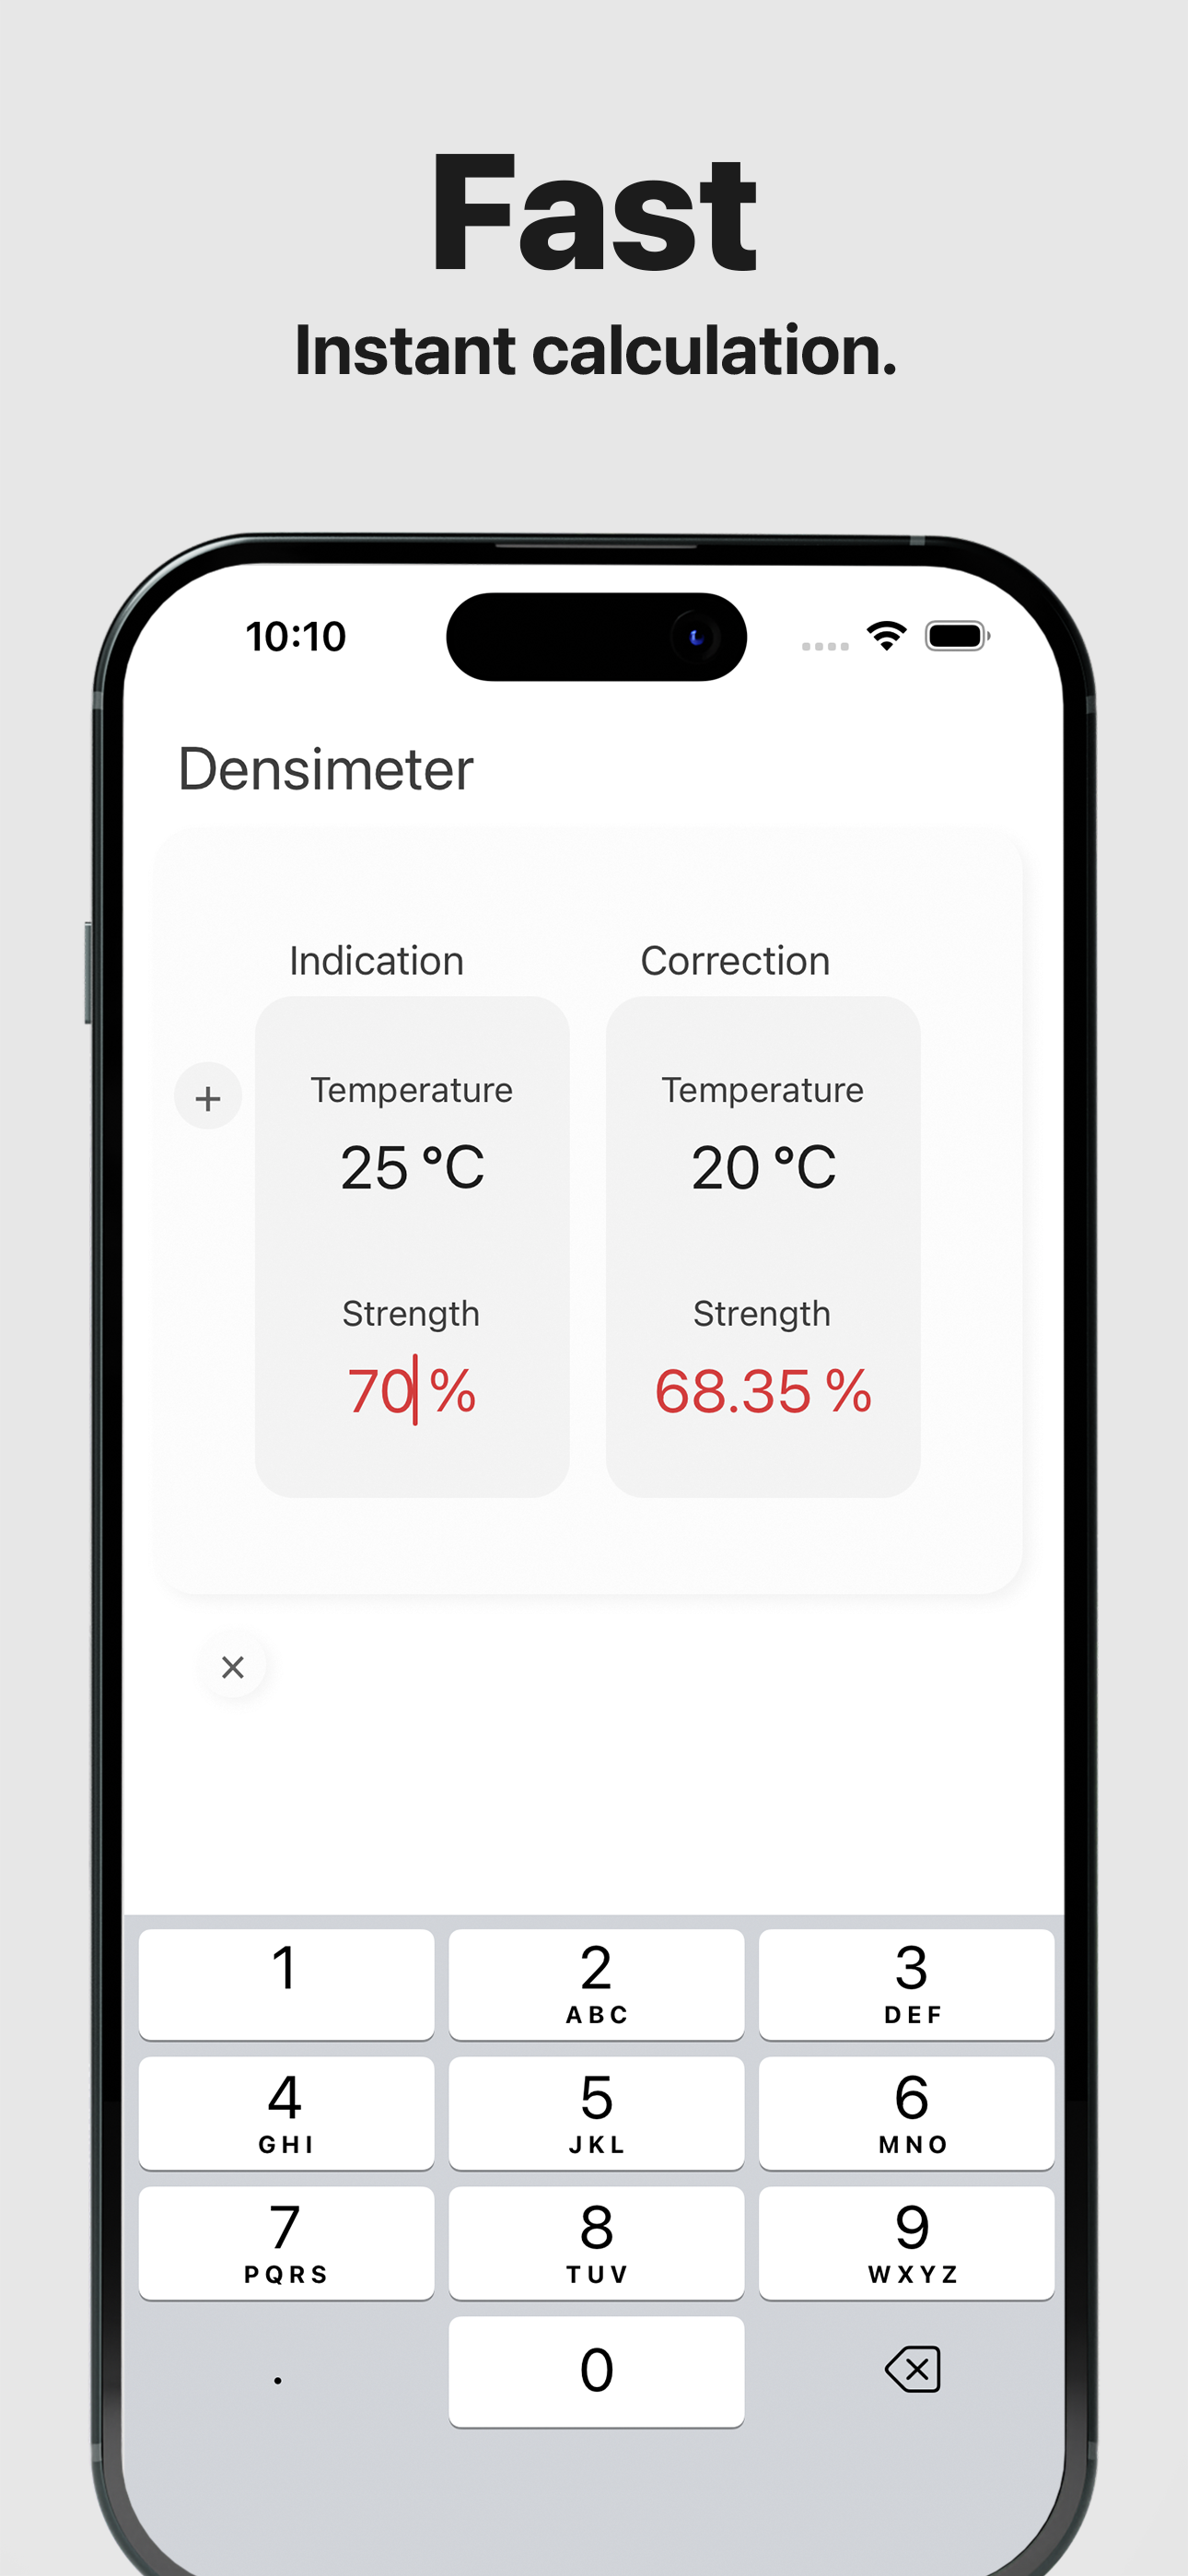 Fast
Instant calculation.
10:10
Densimeter
Indication Correction
Temperature Temperature
25 °C 20 °C
Strength Strength
70 % 68.35 %
1 2 3
ABC DEF
4 5 6
GHI JKL MNO
7 8 9
PQRS TUV WXYZ
. 0